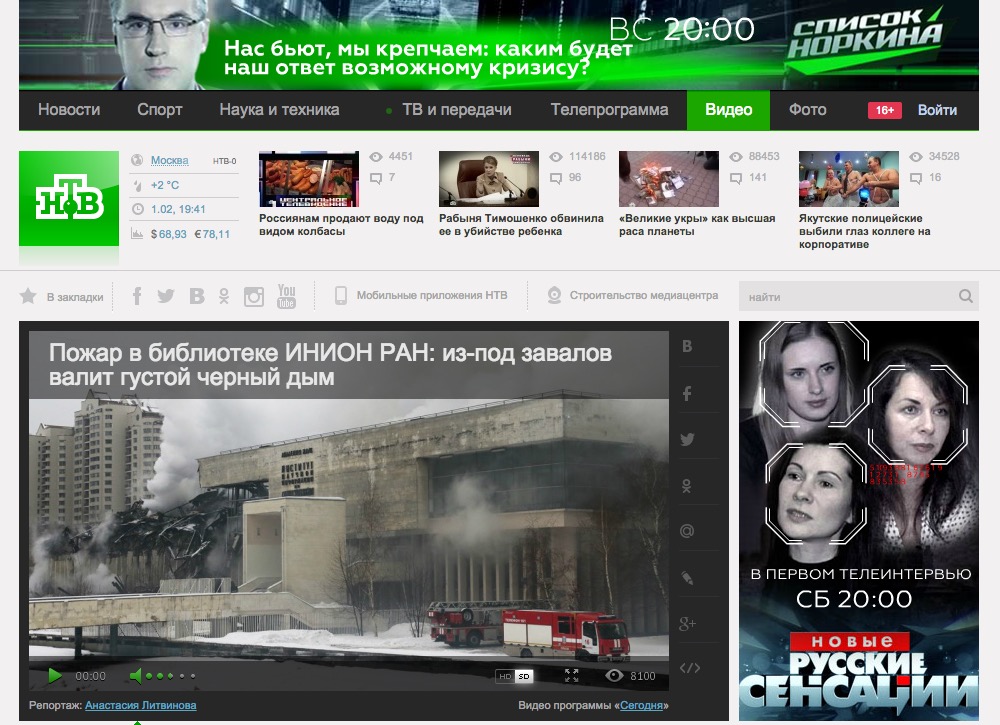 ВС 20:00
Нас бьют, мы крепчаем: каким будет
наш ответ возможному кризису?
СПИСОК
НОРКИНА
Новости Спорт Наука и техника ТВ и передачи Телепрограмма Видео Фото 16+ Войти
НТВ
Москва НТВ-0
+2 °C
1.02, 19:41
$ 68,93 € 78,11
4451
7
ЦЕНТРАЛЬНОЕ
ТЕЛЕВИДЕНИЕ
Россиянам продают воду под
видом колбасы
114186
96
Рабыня Тимошенко обвинила
ее в убийстве ребенка
88453
141
«Великие укры» как высшая
раса планеты
34528
16
Якутские полицейские
выбили глаз коллеге на
корпоративе
В закладки
You
Tube
Мобильные приложения НТВ
Строительство медиацентра
найти
Пожар в библиотеке ИНИОН РАН: из-под завалов
валит густой черный дым
ИНСТИТУТ
00:00 HD SD 8100
Репортаж: Анастасия Литвинова Видео программы «Сегодня»
В ПЕРВОМ ТЕЛЕИНТЕРВЬЮ
СБ 20:00
НОВЫЕ
РУССКИЕ
СЕНСАЦИИ